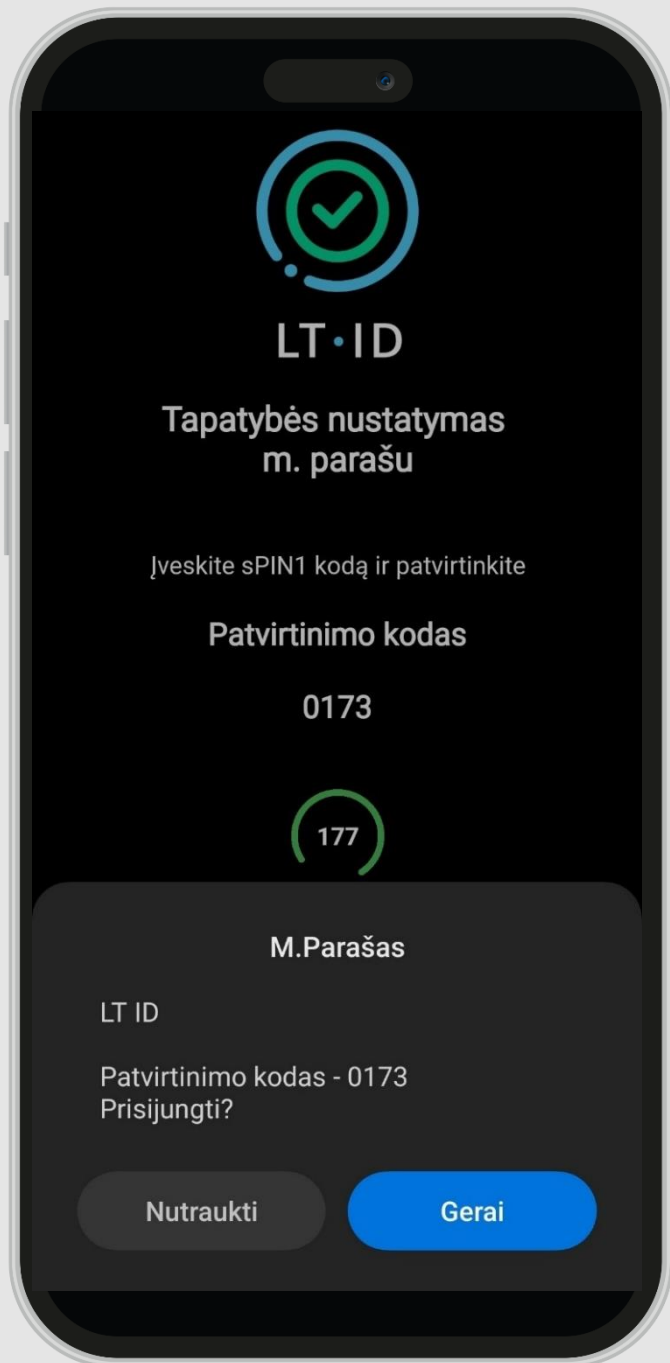 LT·ID
Tapatybės nustatymas
m. parašu
Įveskite sPIN1 kodą ir patvirtinkite
Patvirtinimo kodas
0173
177
M.Parašas
LT ID
Patvirtinimo kodas - 0173
Prisijungti?
Nutraukti
Gerai